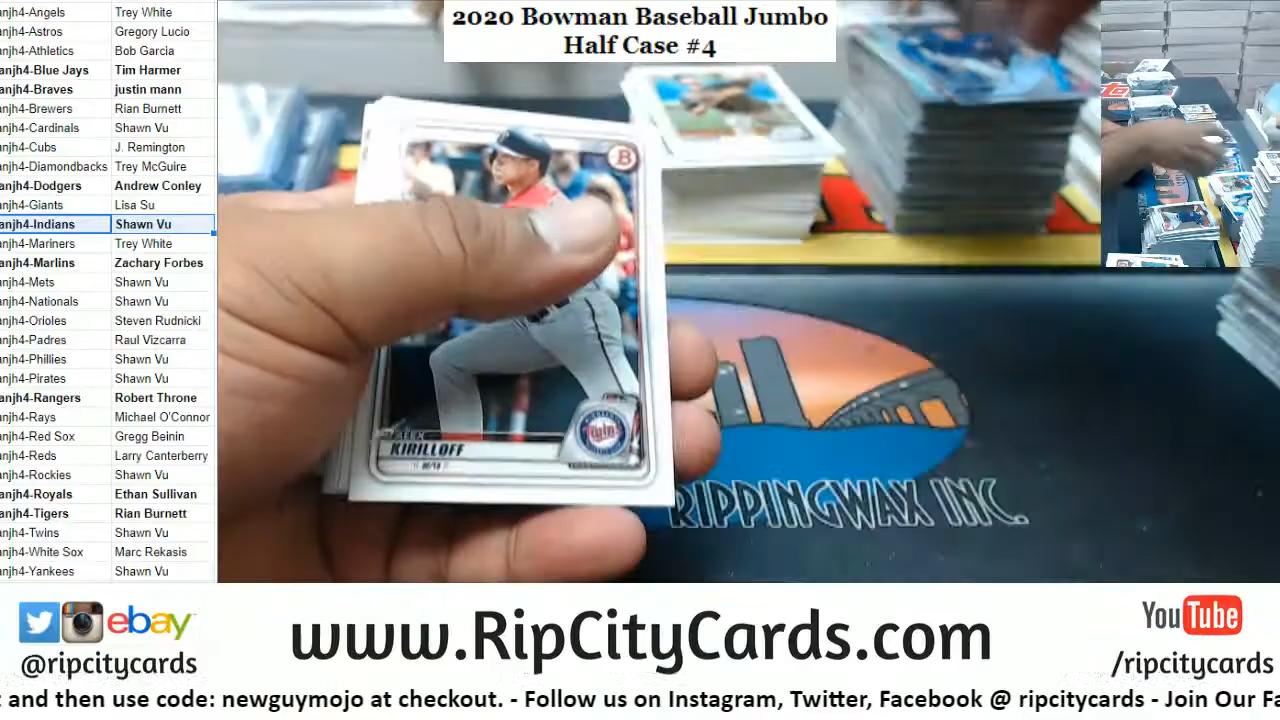 2020 Bowman Baseball Jumbo
Half Case #4
anjh4-Angels Trey White
anjh4-Astros Gregory Lucio
anjh4-Athletics Bob Garcia
anjh4-Blue Jays Tim Harmer
anjh4-Braves justin mann
anjh4-Brewers Rian Burnett
anjh4-Cardinals Shawn Vu
anjh4-Cubs J. Remington
anjh4-Diamondbacks Trey McGuire
anjh4-Dodgers Andrew Conley
anjh4-Giants Lisa Su
anjh4-Indians Shawn Vu
anjh4-Mariners Trey White
anjh4-Marlins Zachary Forbes
anjh4-Mets Shawn Vu
anjh4-Nationals Shawn Vu
anjh4-Orioles Steven Rudnicki
anjh4-Padres Raul Vizcarra
anjh4-Phillies Shawn Vu
anjh4-Pirates Shawn Vu
anjh4-Rangers Robert Throne
anjh4-Rays Michael O'Connor
anjh4-Red Sox Gregg Beinin
anjh4-Reds Larry Canterberry
anjh4-Rockies Shawn Vu
anjh4-Royals Ethan Sullivan
anjh4-Tigers Rian Burnett
anjh4-Twins Shawn Vu
anjh4-White Sox Marc Rekasis
anjh4-Yankees Shawn Vu
B
ALEX
KIRILLOFF
Twins
RIPPINGWAX INC.
ebay
@ripcitycards
www.RipCityCards.com
YouTube
/ripcitycards
and then use code: newguymojo at checkout. - Follow us on Instagram, Twitter, Facebook @ ripcitycards - Join Our Fa